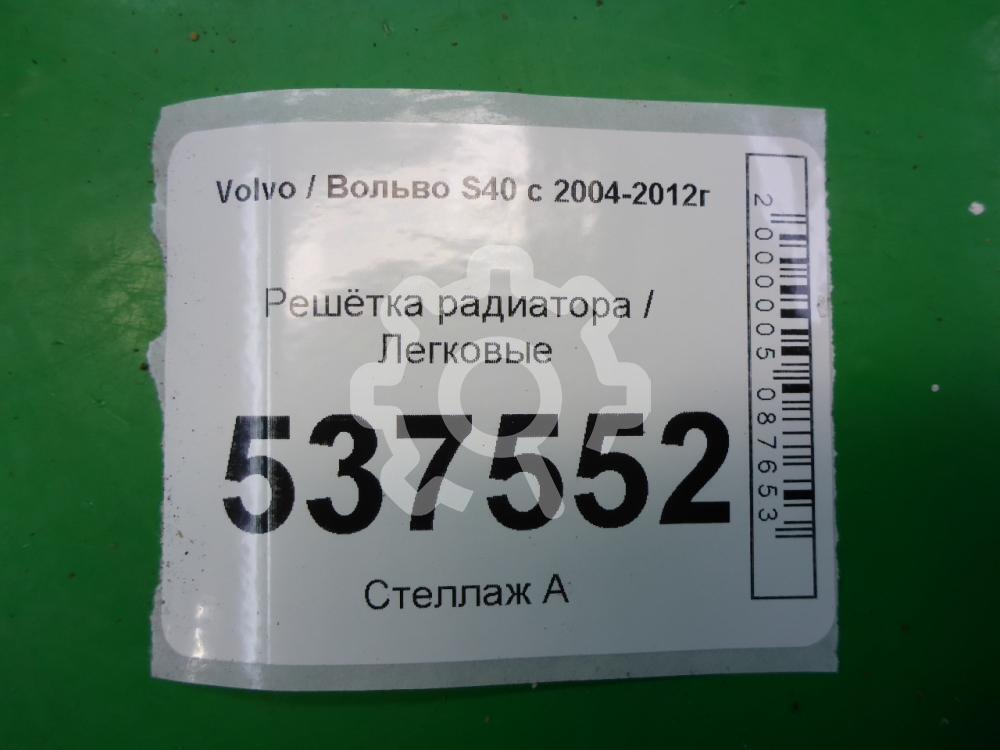 Volvo / Вольво S40 с 2004-2012г
Решётка радиатора /
Легковые
537552
Стеллаж А
2000005087653